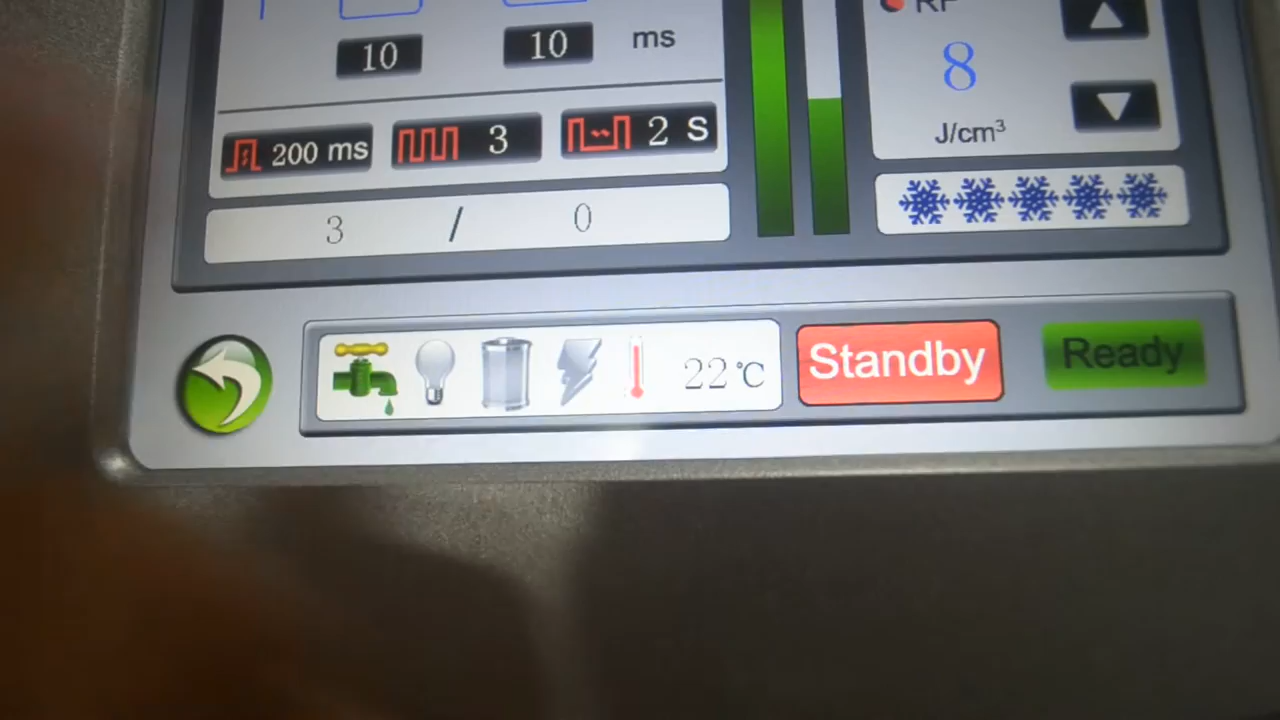 RF
10 10 ms
8
J/cm³
200 ms 3 2 S
3 / 0
22℃ Standby Ready